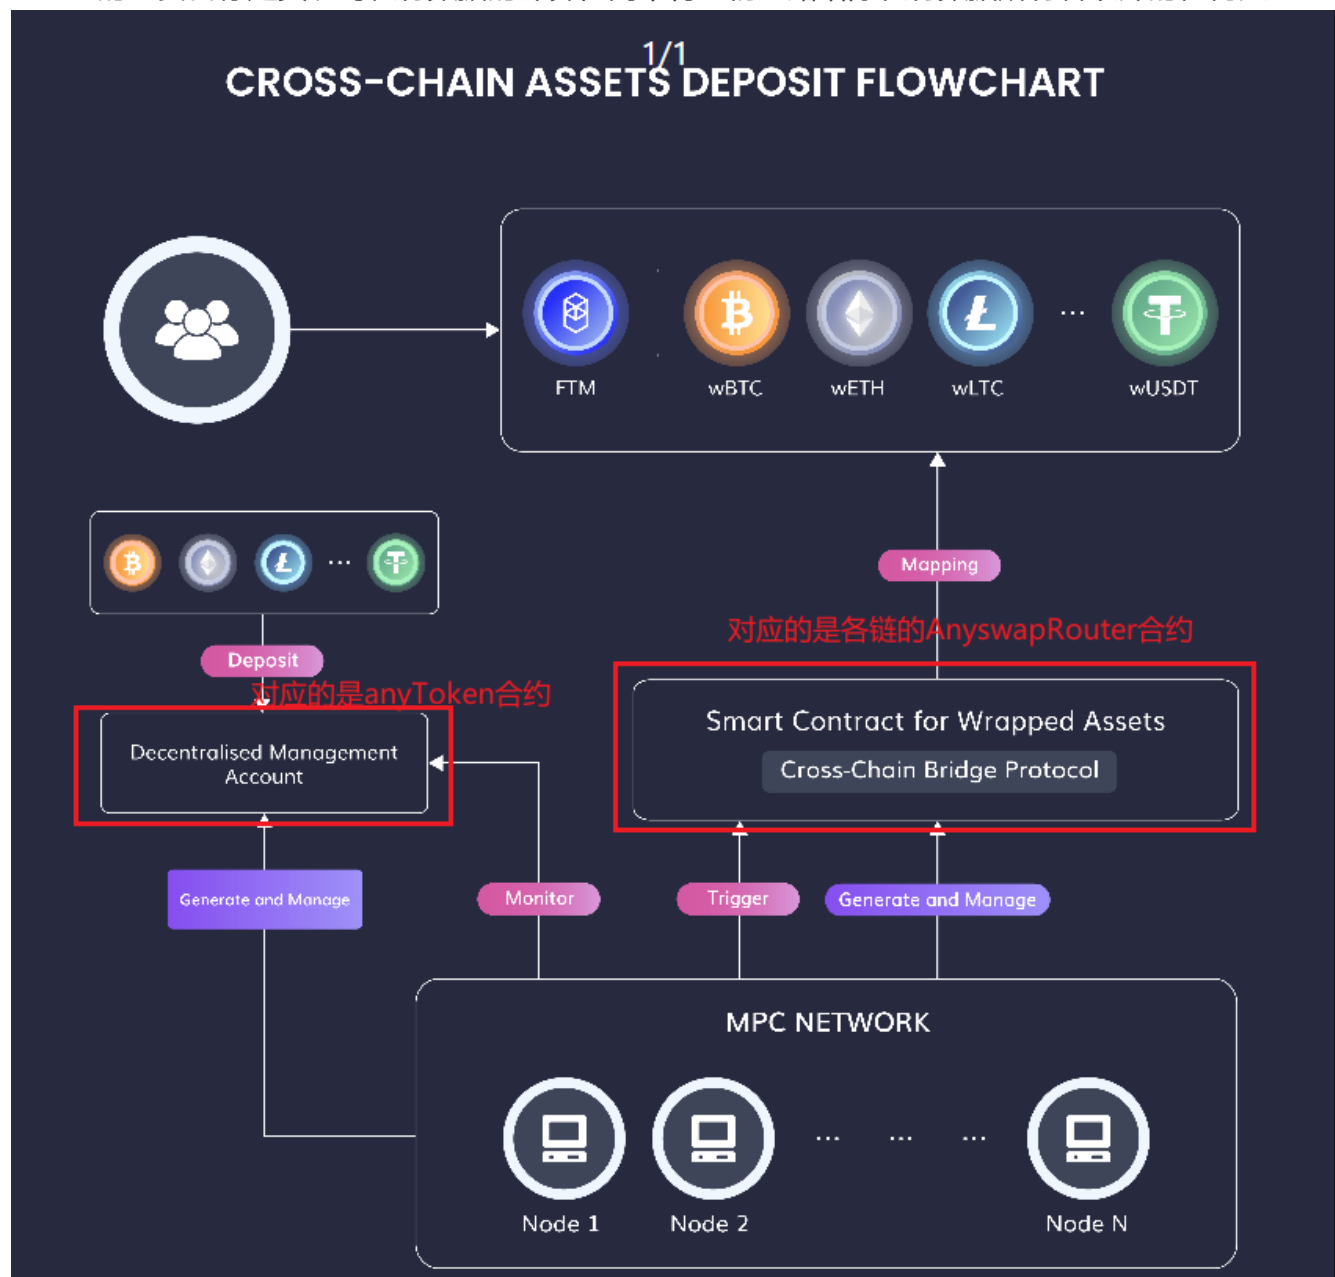 1/1
CROSS-CHAIN ASSETS DEPOSIT FLOWCHART
FTM
wBTC
wETH
wLTC
...
wUSDT
...
Mapping
对应的是各链的AnyswapRouter合约
Deposit
对应的是anyToken合约
Decentralised Management
Account
Smart Contract for Wrapped Assets
Cross-Chain Bridge Protocol
Generate and Manage
Monitor
Trigger
Generate and Manage
MPC NETWORK
... ... ...
Node 1
Node 2
Node N